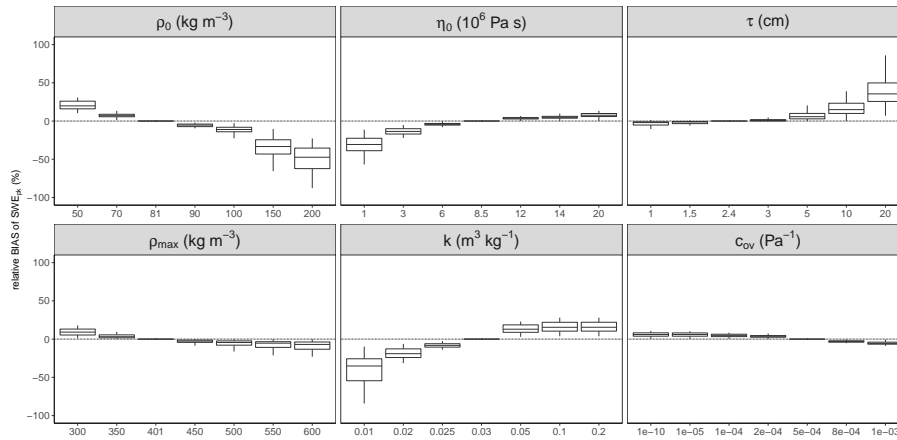 ρ₀ (kg m⁻³)
η₀ (10⁶ Pa s)
τ (cm)
100
50
0
−50
−100
50 70 81 90 100 150 200
1 3 6 8.5 12 14 20
1 1.5 2.4 3 5 10 20
relative BIAS of SWEₚₖ (%)
ρmax (kg m⁻³)
k (m³ kg⁻¹)
cov (Pa⁻¹)
100
50
0
−50
−100
300 350 401 450 500 550 600
0.01 0.02 0.025 0.03 0.05 0.1 0.2
1e−10 1e−05 1e−04 2e−04 5e−04 8e−04 1e−03